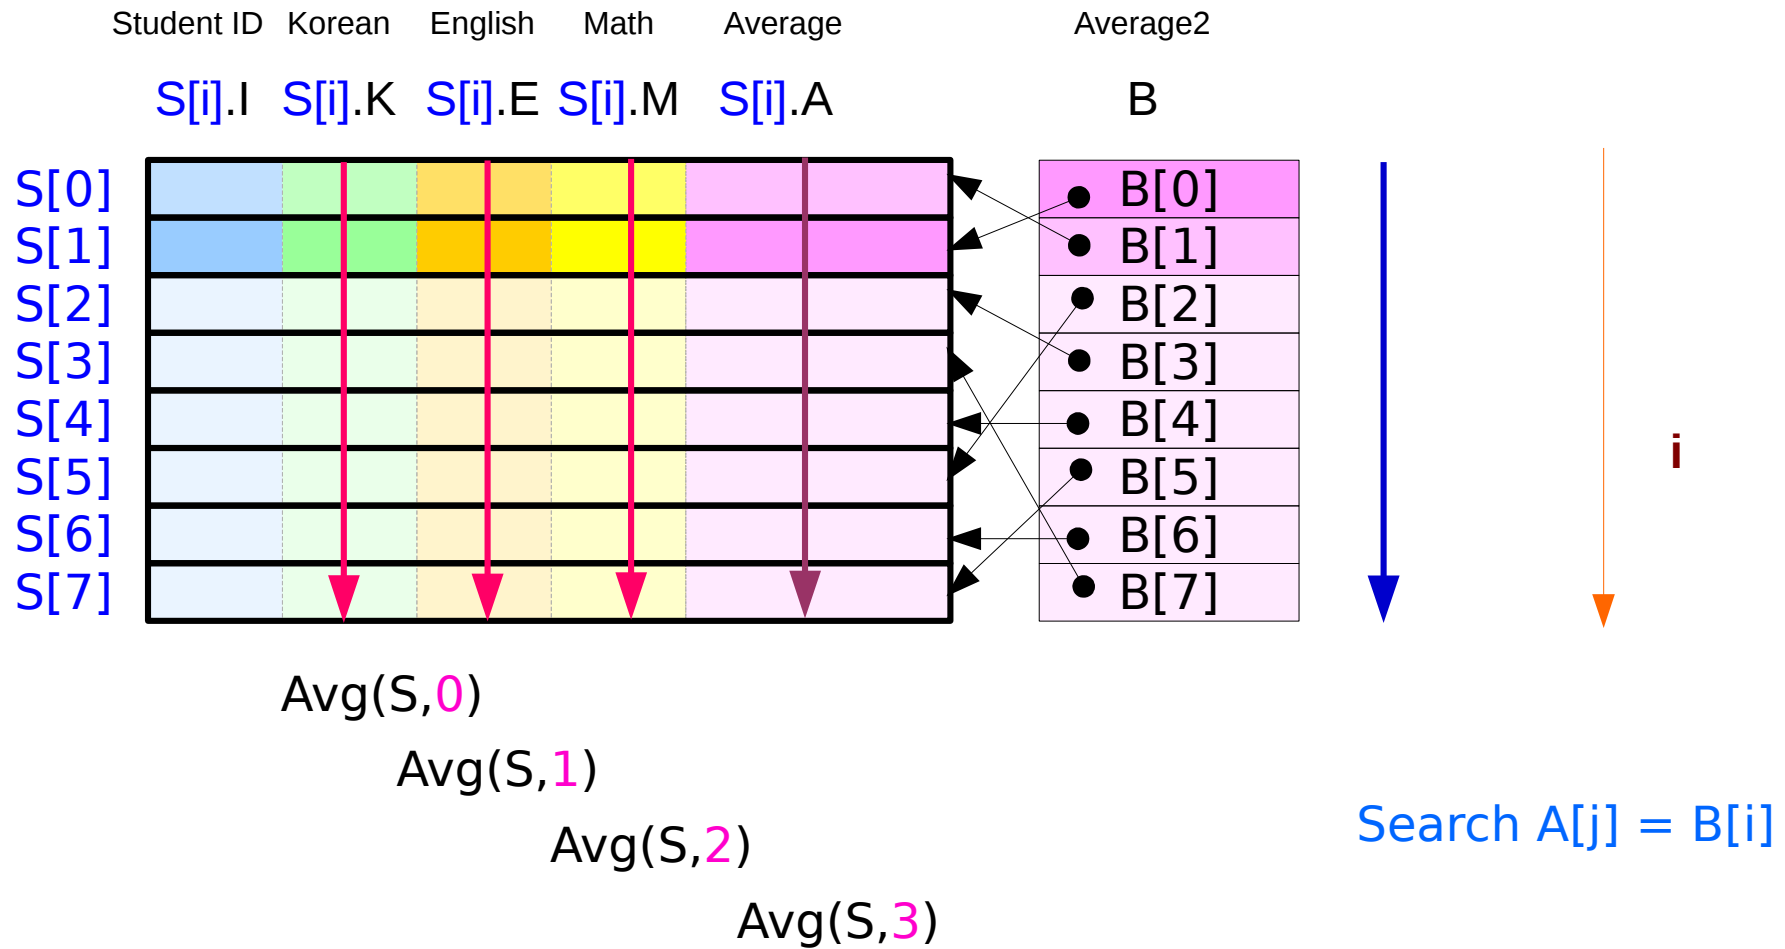 Student ID Korean English Math Average Average2
S[i].I S[i].K S[i].E S[i].M S[i].A B
S[0] B[0]
S[1] B[1]
S[2] B[2]
S[3] B[3]
S[4] B[4]
S[5] B[5]
S[6] B[6]
S[7] B[7]
i
Avg(S,0)
Avg(S,1)
Avg(S,2)
Avg(S,3)
Search A[j] = B[i]